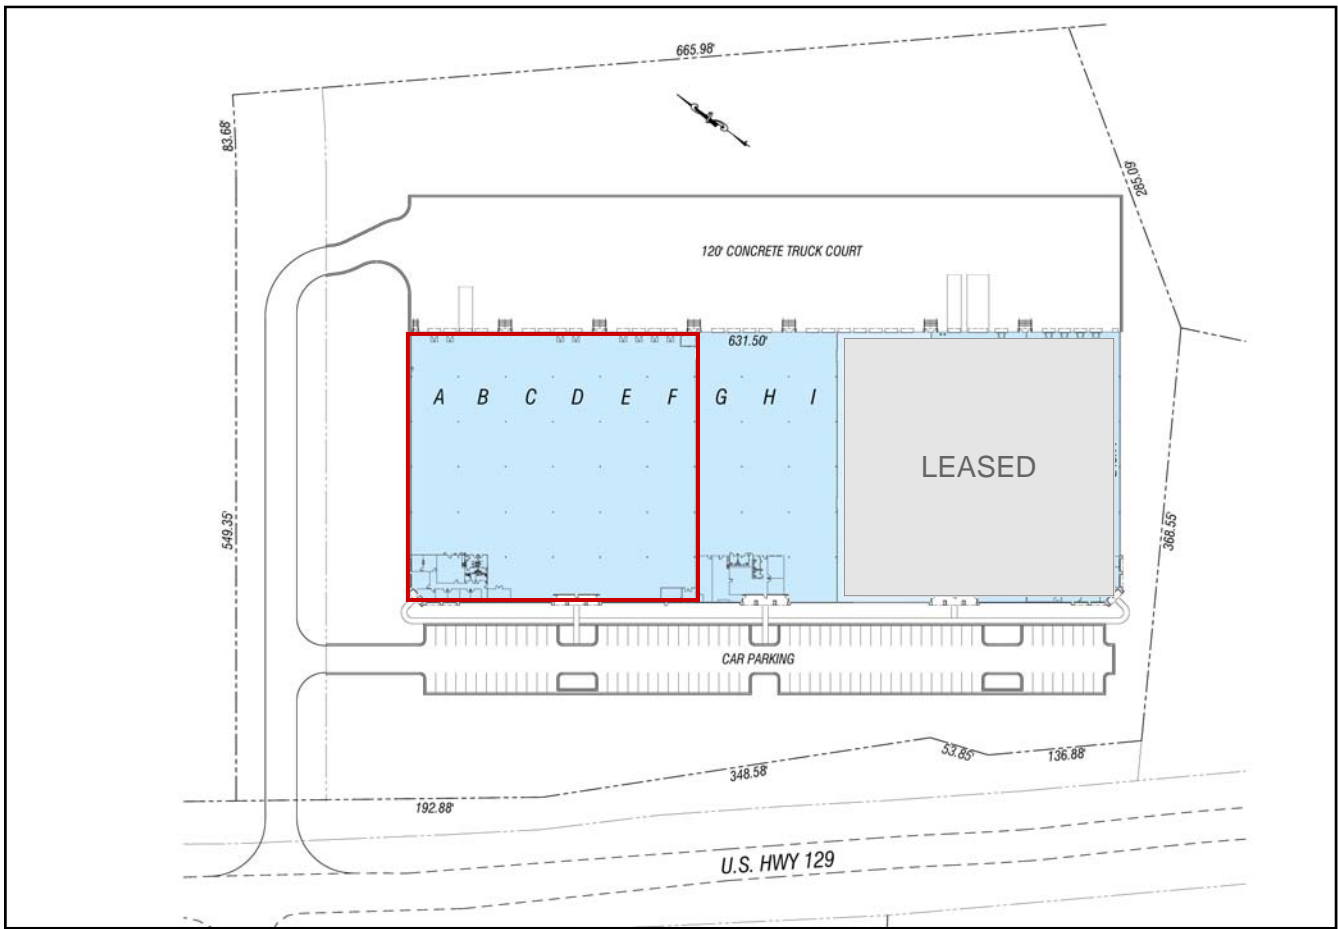 665.98'
83.68'
285.09'
120' CONCRETE TRUCK COURT
631.50'
A B C D E F G H I
LEASED
549.35'
368.55'
CAR PARKING
53.85'
136.88'
348.58'
192.88'
U.S. HWY 129